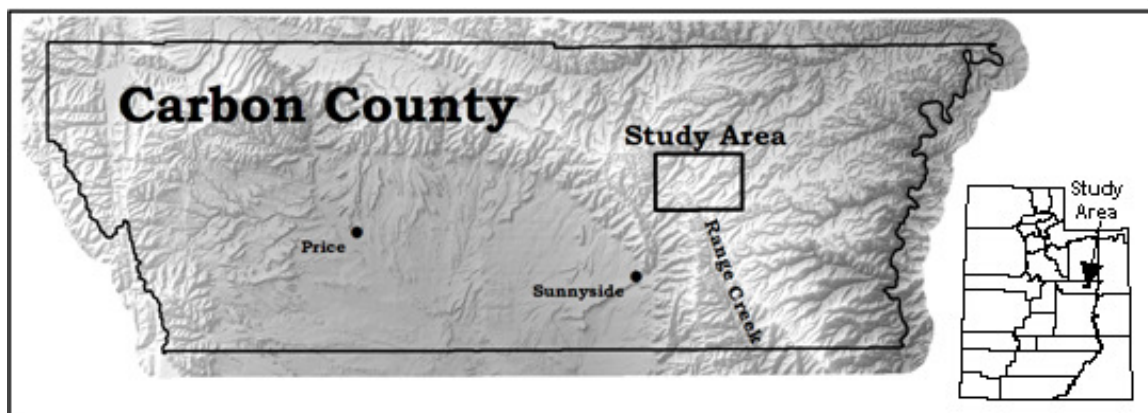 Carbon County
Study Area
Price
Sunnyside
Range Creek
Study
Area